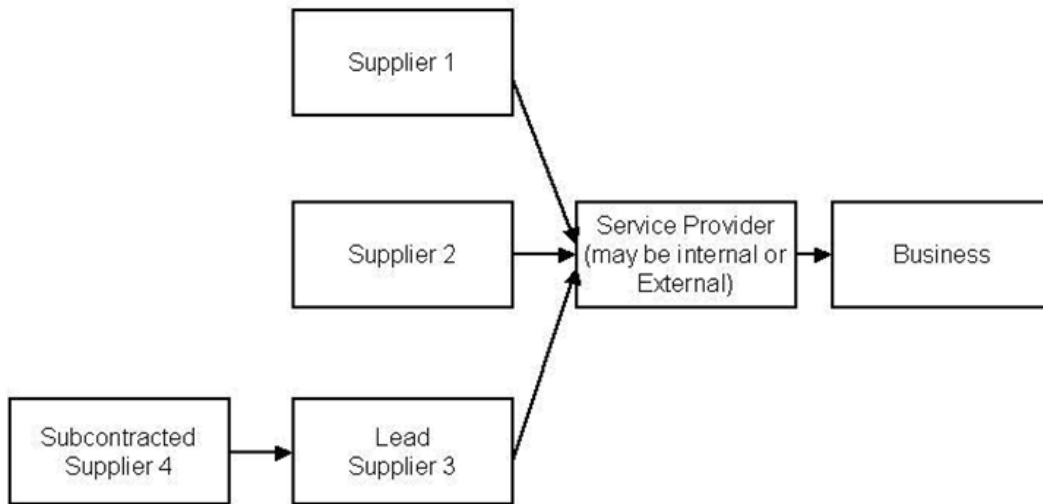 Supplier 1
Supplier 2
Service Provider
(may be internal or
External)
Business
Subcontracted
Supplier 4
Lead
Supplier 3